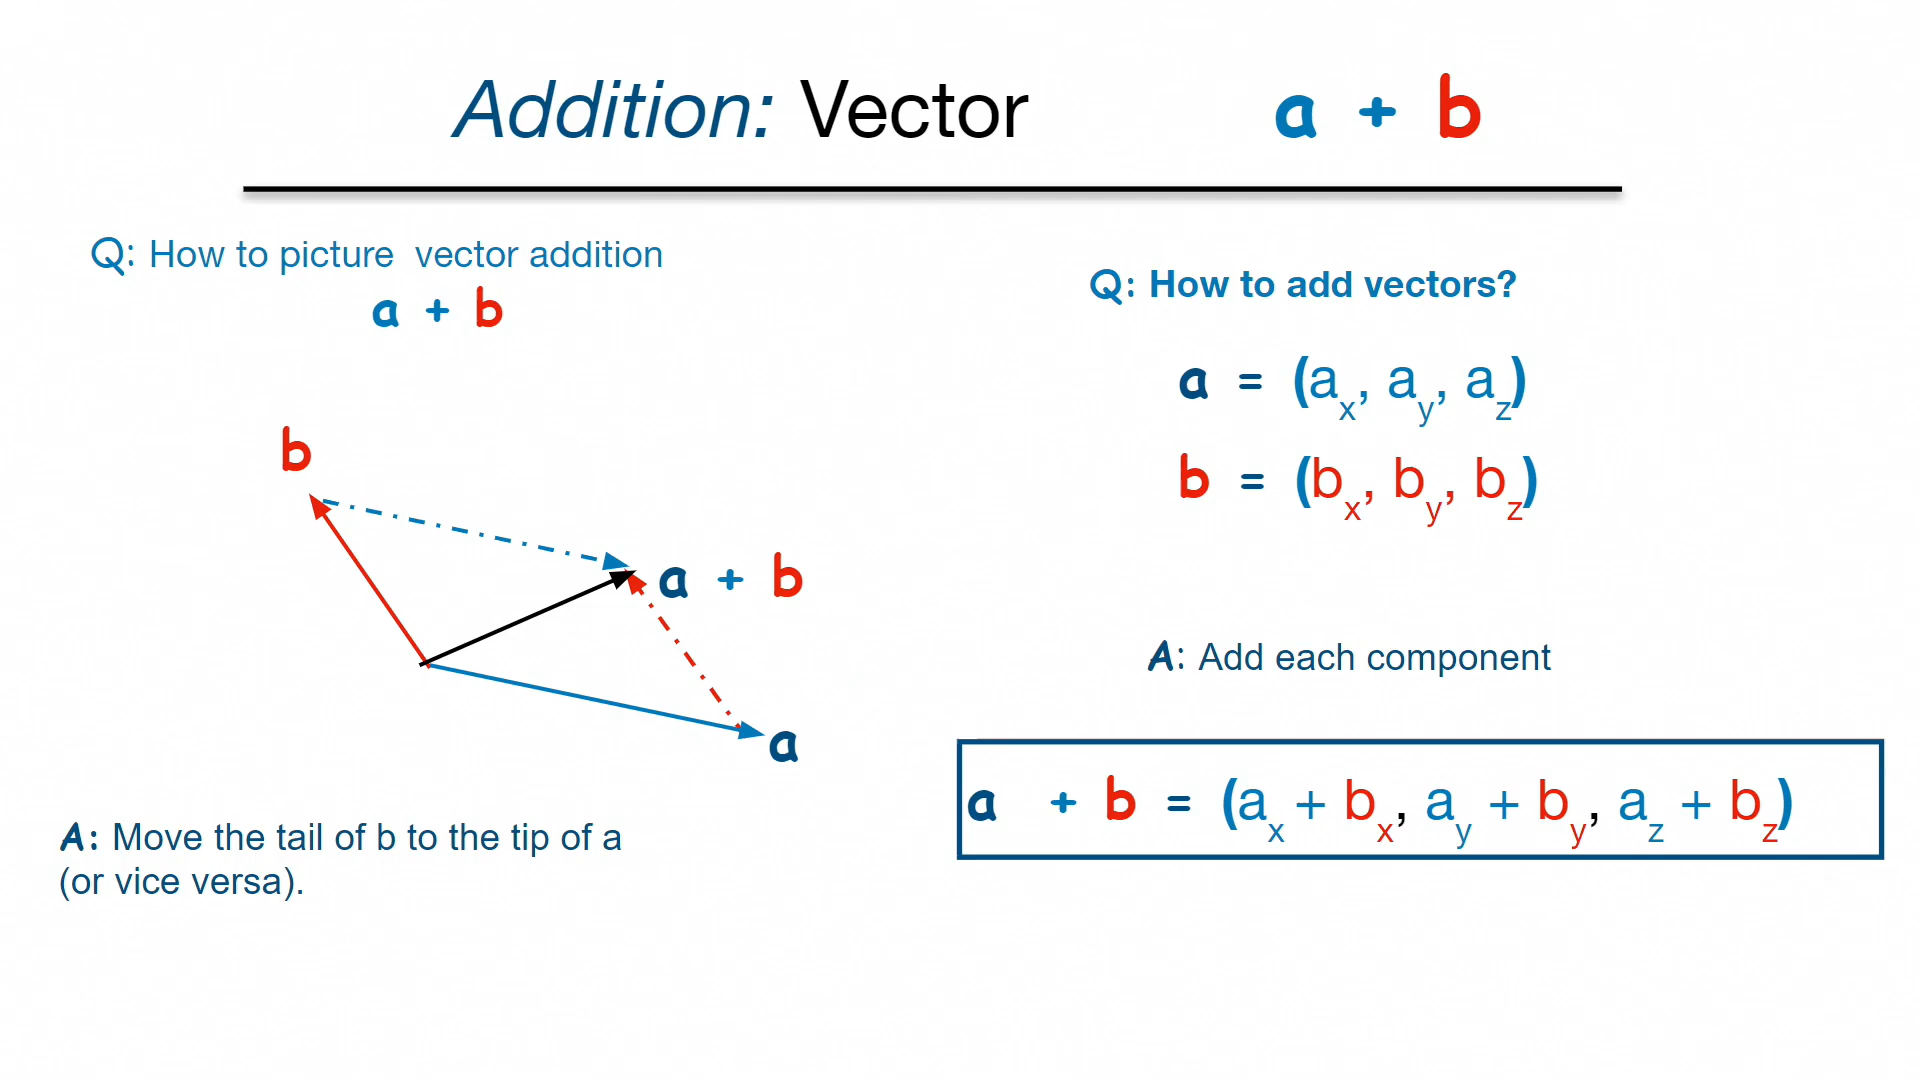 Addition: Vector a + b
Q: How to picture vector addition
a + b
b
a + b
a
A: Move the tail of b to the tip of a
(or vice versa).
Q: How to add vectors?
a = (ax, ay, az)
b = (bx, by, bz)
A: Add each component
a + b = (ax + bx, ay + by, az + bz)